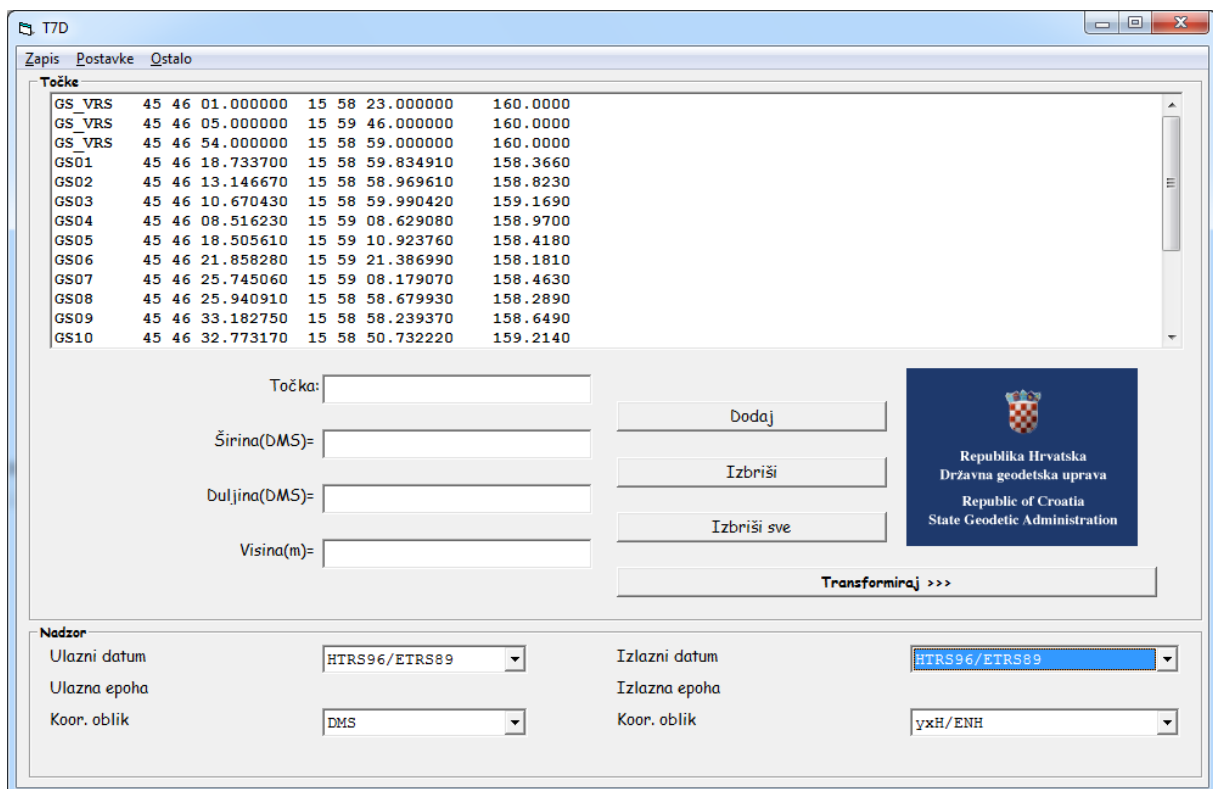 T7D
Zapis Postavke Ostalo
Točke
GS_VRS 45 46 01.000000 15 58 23.000000 160.0000
GS_VRS 45 46 05.000000 15 59 46.000000 160.0000
GS_VRS 45 46 54.000000 15 58 59.000000 160.0000
GS01 45 46 18.733700 15 58 59.834910 158.3660
GS02 45 46 13.146670 15 58 58.969610 158.8230
GS03 45 46 10.670430 15 58 59.990420 159.1690
GS04 45 46 08.516230 15 59 08.629080 158.9700
GS05 45 46 18.505610 15 59 10.923760 158.4180
GS06 45 46 21.858280 15 59 21.386990 158.1810
GS07 45 46 25.745060 15 59 08.179070 158.4630
GS08 45 46 25.940910 15 58 58.679930 158.2890
GS09 45 46 33.182750 15 58 58.239370 158.6490
GS10 45 46 32.773170 15 58 50.732220 159.2140
Točka:
Širina(DMS)=
Duljina(DMS)=
Visina(m)=
Dodaj
Izbriši
Izbriši sve
Republika Hrvatska
Državna geodetska uprava
Republic of Croatia
State Geodetic Administration
Transformiraj >>>
Nadzor
Ulazni datum HTRS96/ETRS89 Izlazni datum HTRS96/ETRS89
Ulazna epoha Izlazna epoha
Koor. oblik DMS Koor. oblik yxH/ENH